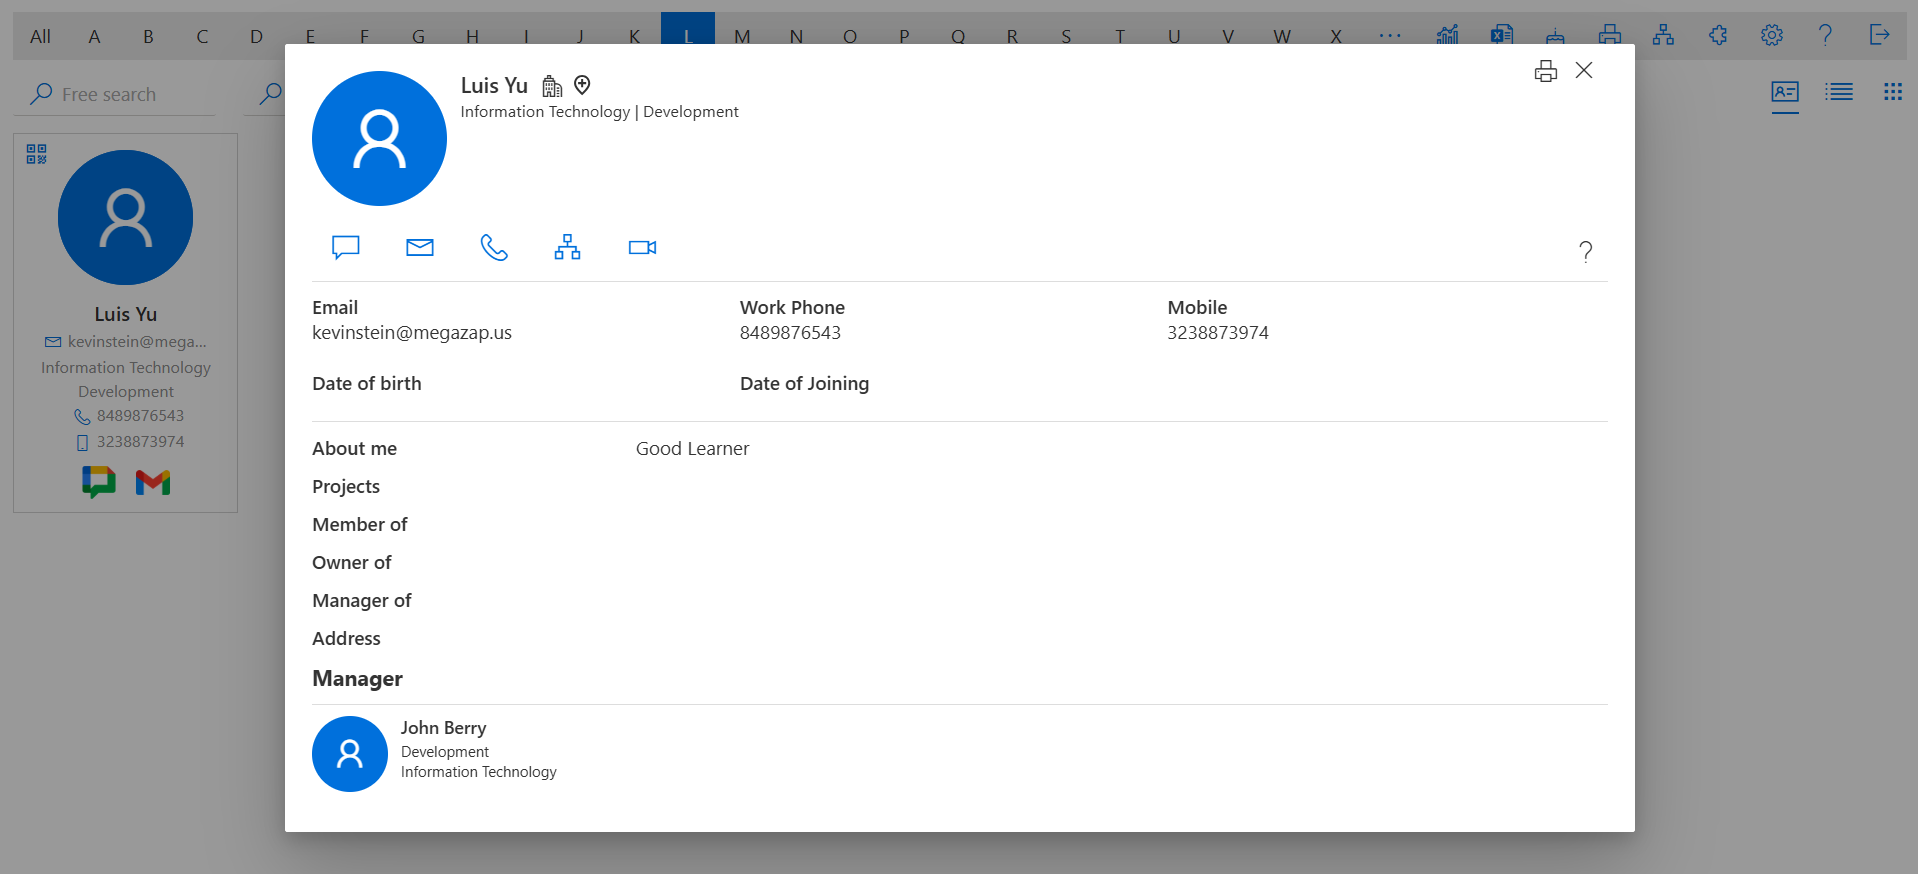 All A B C D E F G H I J K L M N O P Q R S T U V W X ...
Free search
Luis Yu
kevinstein@mega...
Information Technology
Development
8489876543
3238873974
Luis Yu
Information Technology | Development
?
Email Work Phone Mobile
kevinstein@megazap.us 8489876543 3238873974
Date of birth Date of Joining
About me Good Learner
Projects
Member of
Owner of
Manager of
Address
Manager
John Berry
Development
Information Technology